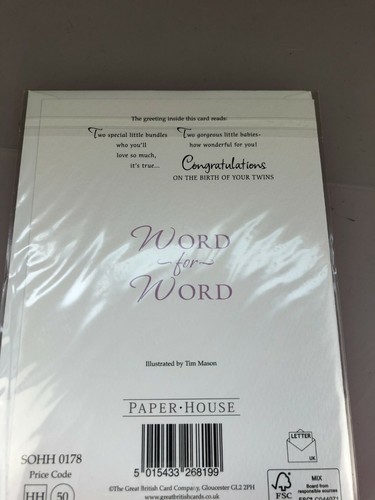 The greeting inside this card reads:
Two special little bundles
who you'll
love so much,
it's true...
Two gorgeous little babies–
how wonderful for you!
Congratulations
ON THE BIRTH OF YOUR TWINS
WORD
for
WORD
Illustrated by Tim Mason
PAPER·HOUSE
SOHH 0178
Price Code
HH 50
5 015433 268199
©The Great British Card Company, Gloucester GL2 2PH
www.greatbritishcards.co.uk
LETTER
UK
FSC
MIX
Board from
responsible sources